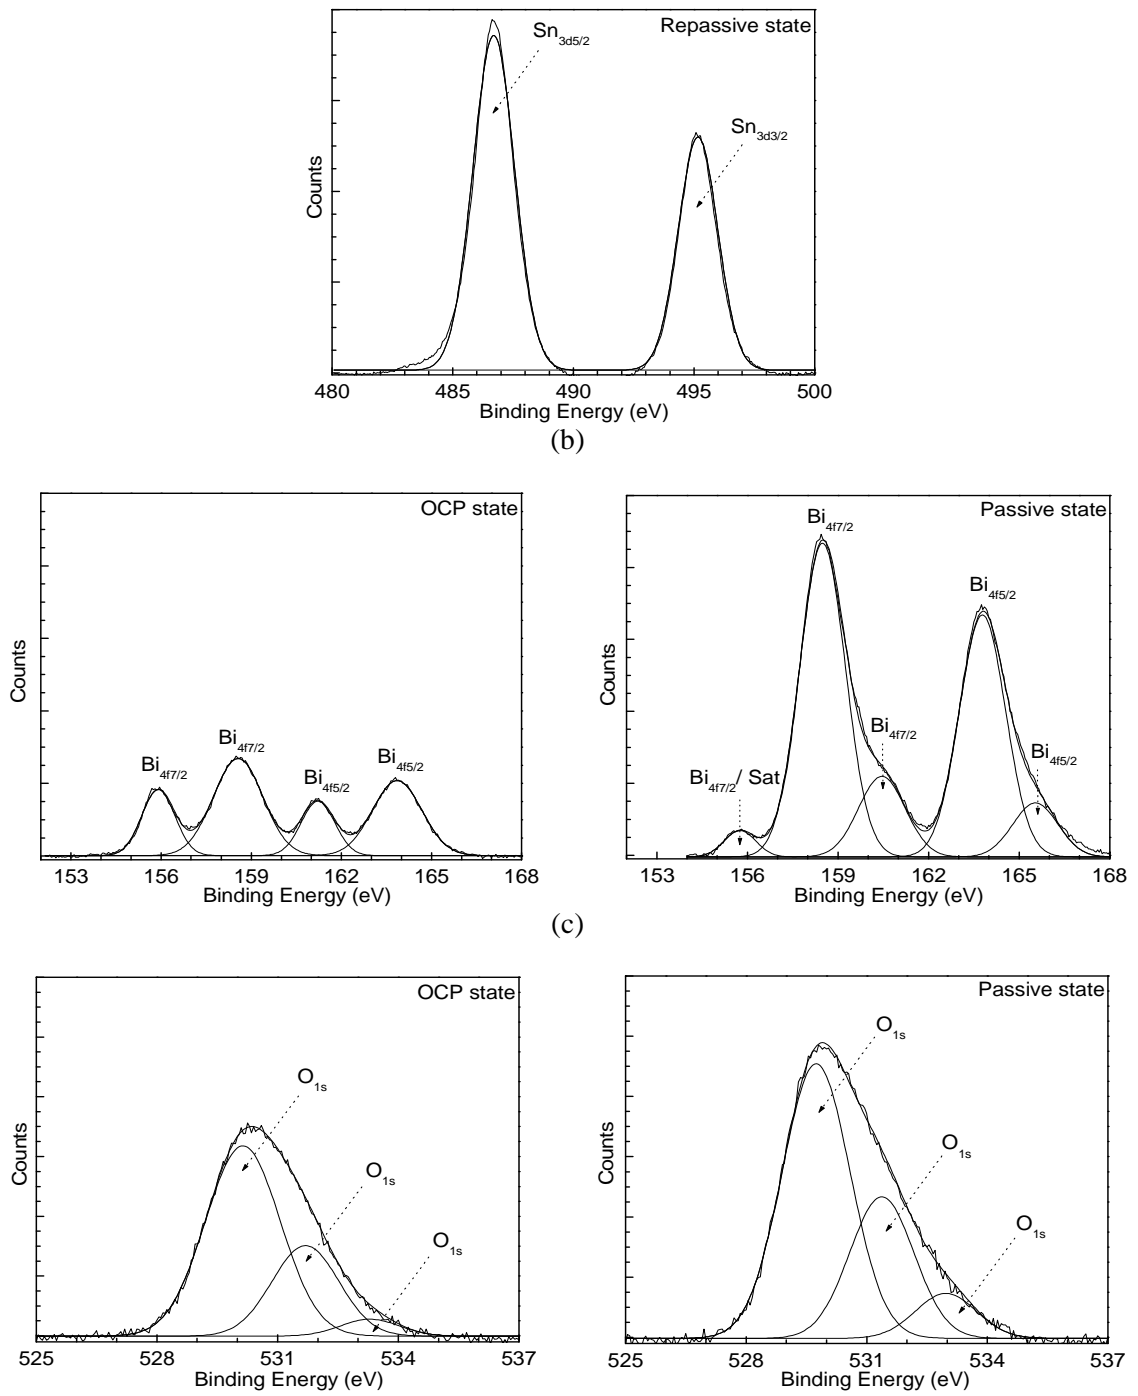 Repassive state
Sn3d5/2
Sn3d3/2
Counts
480 485 490 495 500
Binding Energy (eV)
(b)
OCP state
Bi4f7/2
Bi4f7/2
Bi4f5/2
Bi4f5/2
Counts
153 156 159 162 165 168
Binding Energy (eV)
Passive state
Bi4f7/2
Bi4f5/2
Bi4f7/2
Bi4f5/2
Bi4f7/2/ Sat
Counts
153 156 159 162 165 168
Binding Energy (eV)
(c)
OCP state
O1s
O1s
O1s
Counts
525 528 531 534 537
Binding Energy (eV)
Passive state
O1s
O1s
O1s
Counts
525 528 531 534 537
Binding Energy (eV)